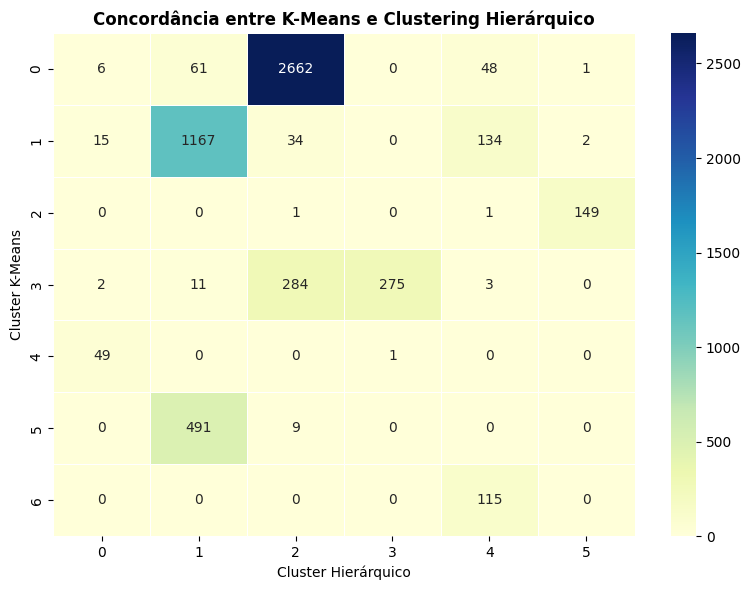 Concordância entre K-Means e Clustering Hierárquico
0 6 61 2662 0 48 1
1 15 1167 34 0 134 2
2 0 0 1 0 1 149
3 2 11 284 275 3 0
4 49 0 0 1 0 0
5 0 491 9 0 0 0
6 0 0 0 0 115 0
0 1 2 3 4 5
Cluster Hierárquico
Cluster K-Means
2500
2000
1500
1000
500
0